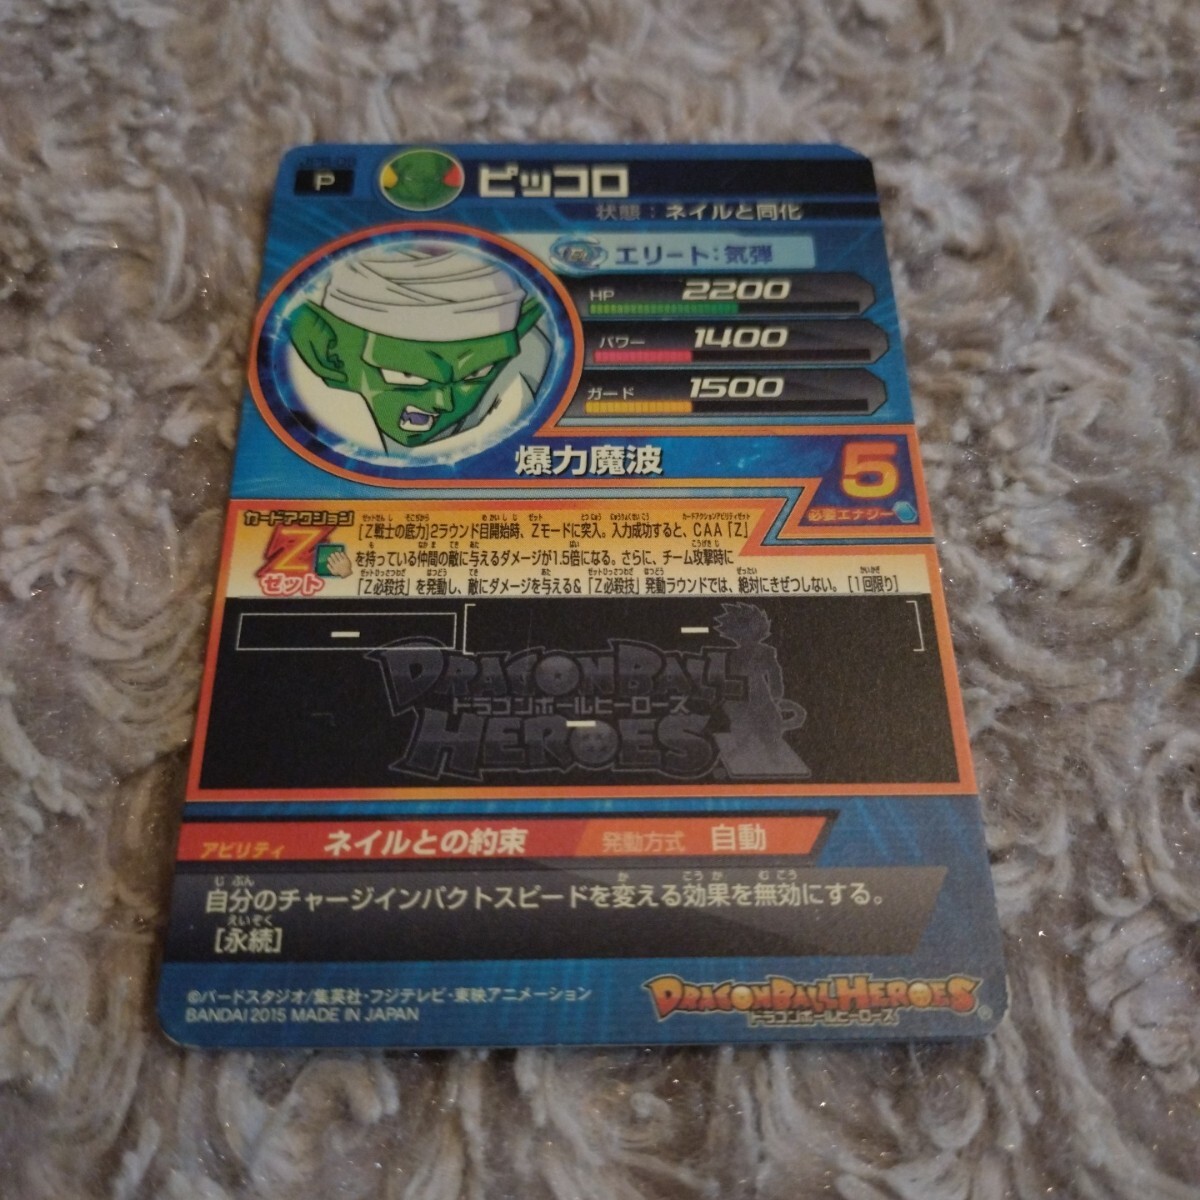 P
ピッコロ
状態：ネイルと同化
エリート：気弾
HP 2200
パワー 1400
ガード 1500
爆力魔波
5
必要エナジー
カードアクション
Z
ゼット
[Z戦士の底力]2ラウンド目開始時、Zモードに突入。入力成功すると、CAA「Z」
を持っている仲間の敵に与えるダメージが1.5倍になる。さらに、チーム攻撃時に
「Z必殺技」を発動し、敵にダメージを与える&「Z必殺技」発動ラウンドでは、絶対にきぜつしない。[1回限り]
ー [ ー ]
DRAGONBALL
ドラゴンボールヒーローズ
HEROES
ー
アビリティ ネイルとの約束 発動方式 自動
自分のチャージインパクトスピードを変える効果を無効にする。
[永続]
©バードスタジオ/集英社・フジテレビ・東映アニメーション
BANDAI 2015 MADE IN JAPAN
DRAGONBALL HEROES
ドラゴンボールヒーローズ ®